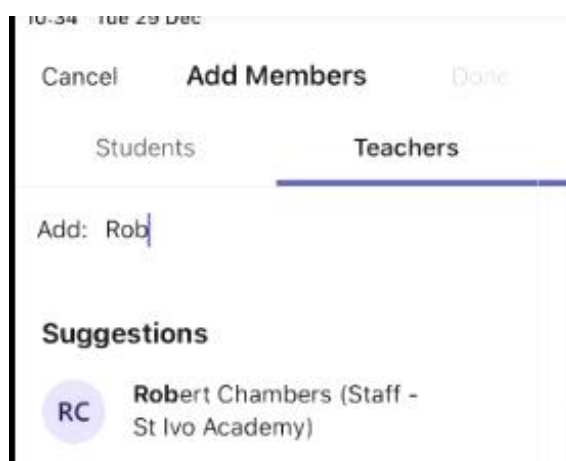 10:34 Tue 29 Dec
Cancel Add Members Done
Students Teachers
Add: Rob
Suggestions
RC Robert Chambers (Staff -
St Ivo Academy)